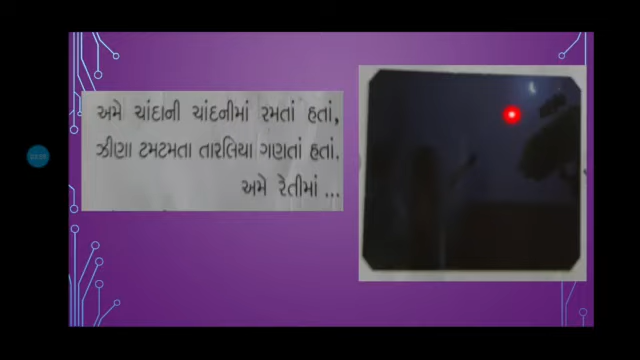 અમે ચાંદાની ચાંદનીમાં રમતાં હતાં,
ઝીણા ટમટમતા તારલિયા ગણતાં હતાં.
અમે રેતીમાં ...